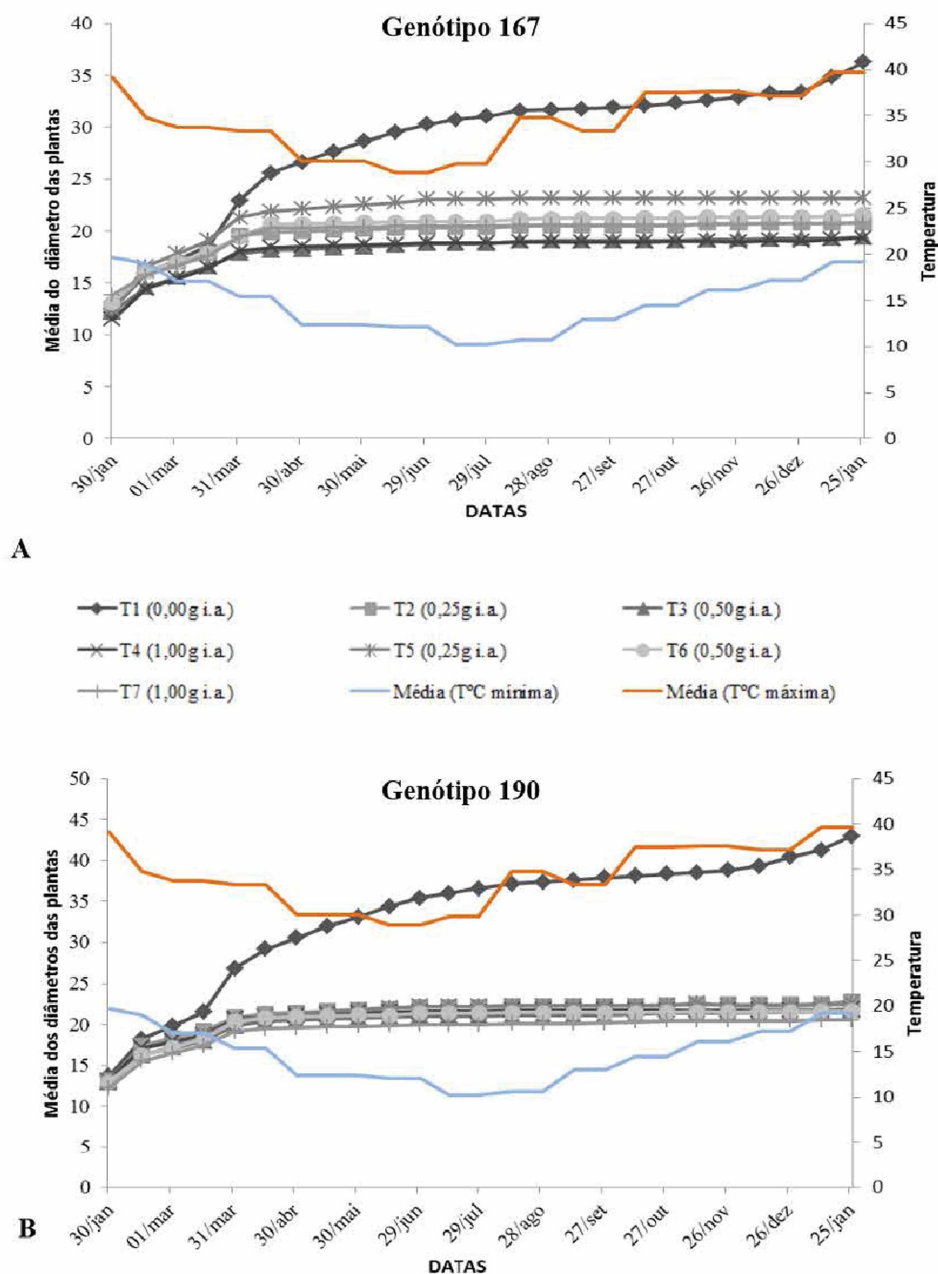 Genótipo 167
Média do diâmetro das plantas
40
35
30
25
20
15
10
5
0
45
40
35
30
25
20
15
10
5
0
Temperatura
30/jan
01/mar
31/mar
30/abr
30/mai
29/jun
29/jul
28/ago
27/set
27/out
26/nov
26/dez
25/jan
DATAS
A
T1 (0,00g i.a.)
T2 (0,25g i.a.)
T3 (0,50g i.a.)
T4 (1,00g i.a.)
T5 (0,25g i.a.)
T6 (0,50g i.a.)
T7 (1,00g i.a.)
Média (T°C mínima)
Média (T°C máxima)
Genótipo 190
Média dos diâmetros das plantas
50
45
40
35
30
25
20
15
10
5
0
45
40
35
30
25
20
15
10
5
0
Temperatura
30/jan
01/mar
31/mar
30/abr
30/mai
29/jun
29/jul
28/ago
27/set
27/out
26/nov
26/dez
25/jan
DATAS
B